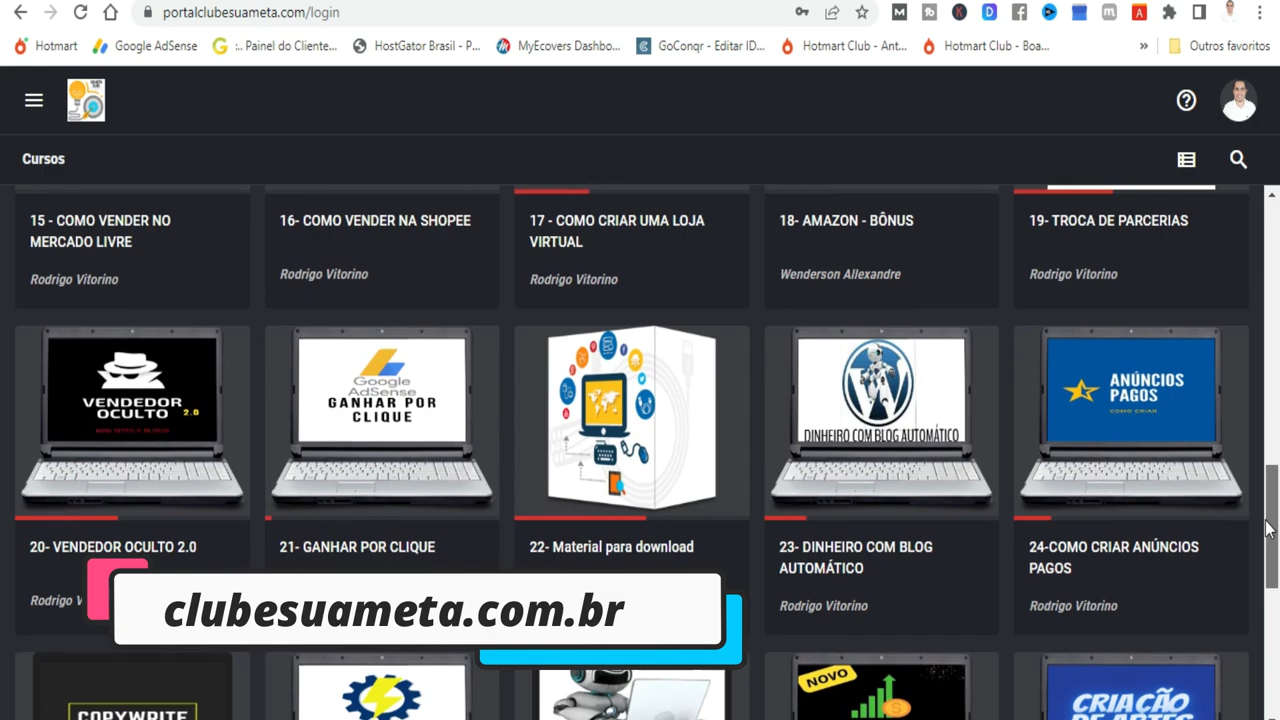 portalclubesuameta.com/login
Hotmart
Google AdSense
:.. Painel do Cliente...
HostGator Brasil - P...
MyEcovers Dashbo...
GoConqr - Editar ID...
Hotmart Club - Ant...
Hotmart Club - Boa...
»
Outros favoritos
Cursos
15 - COMO VENDER NO
MERCADO LIVRE
Rodrigo Vitorino
16- COMO VENDER NA SHOPEE
Rodrigo Vitorino
17 - COMO CRIAR UMA LOJA
VIRTUAL
Rodrigo Vitorino
18- AMAZON - BÔNUS
Wenderson Allexandre
19- TROCA DE PARCERIAS
Rodrigo Vitorino
VENDEDOR
OCULTO 2.0
Google
AdSense
GANHAR POR
CLIQUE
DINHEIRO COM BLOG AUTOMÁTICO
ANÚNCIOS
PAGOS
COMO CRIAR
20- VENDEDOR OCULTO 2.0
Rodrigo V
21- GANHAR POR CLIQUE
22- Material para download
23- DINHEIRO COM BLOG
AUTOMÁTICO
Rodrigo Vitorino
24-COMO CRIAR ANÚNCIOS
PAGOS
Rodrigo Vitorino
clubesuameta.com.br
COPYWRITE
NOVO
CRIAÇÃO
DE ARTES